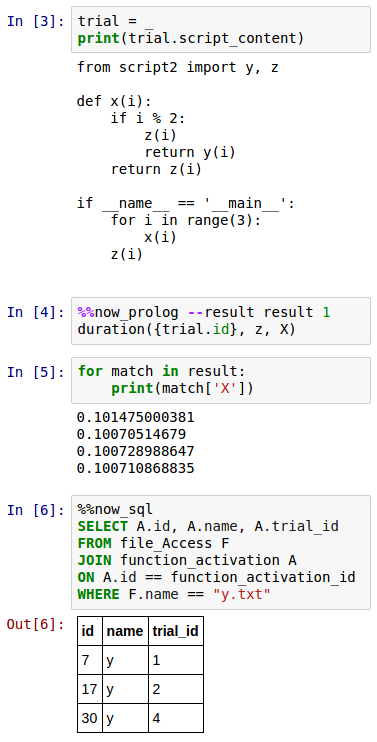 In [3]: trial = _
print(trial.script_content)
from script2 import y, z

def x(i):
    if i % 2:
        z(i)
        return y(i)
    return z(i)

if __name__ == '__main__':
    for i in range(3):
        x(i)
    z(i)

In [4]: %%now_prolog --result result 1
duration({trial.id}, z, X)

In [5]: for match in result:
    print(match['X'])
0.101475000381
0.10070514679
0.100728988647
0.100710868835

In [6]: %%now_sql
SELECT A.id, A.name, A.trial_id
FROM file_Access F
JOIN function_activation A
ON A.id == function_activation_id
WHERE F.name == "y.txt"
Out[6]: id name trial_id
7 y 1
17 y 2
30 y 4